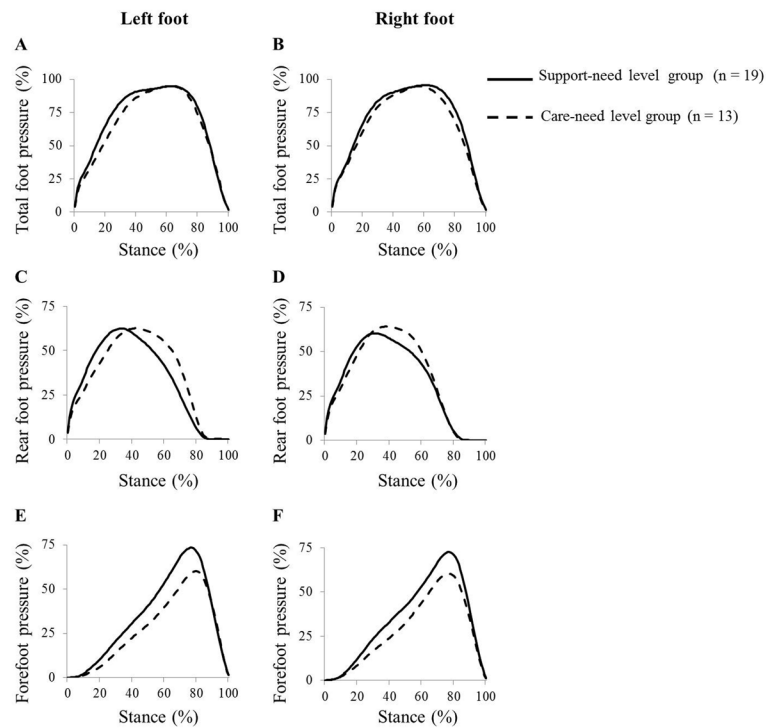 Left foot
Right foot
A
B
Support-need level group (n = 19)
Care-need level group (n = 13)
Total foot pressure (%)
100
75
50
25
0
0 20 40 60 80 100
Stance (%)
Total foot pressure (%)
100
75
50
25
0
0 20 40 60 80 100
Stance (%)
C
D
Rear foot pressure (%)
75
50
25
0
0 20 40 60 80 100
Stance (%)
Rear foot pressure (%)
75
50
25
0
0 20 40 60 80 100
Stance (%)
E
F
Forefoot pressure (%)
75
50
25
0
0 20 40 60 80 100
Stance (%)
Forefoot pressure (%)
75
50
25
0
0 20 40 60 80 100
Stance (%)